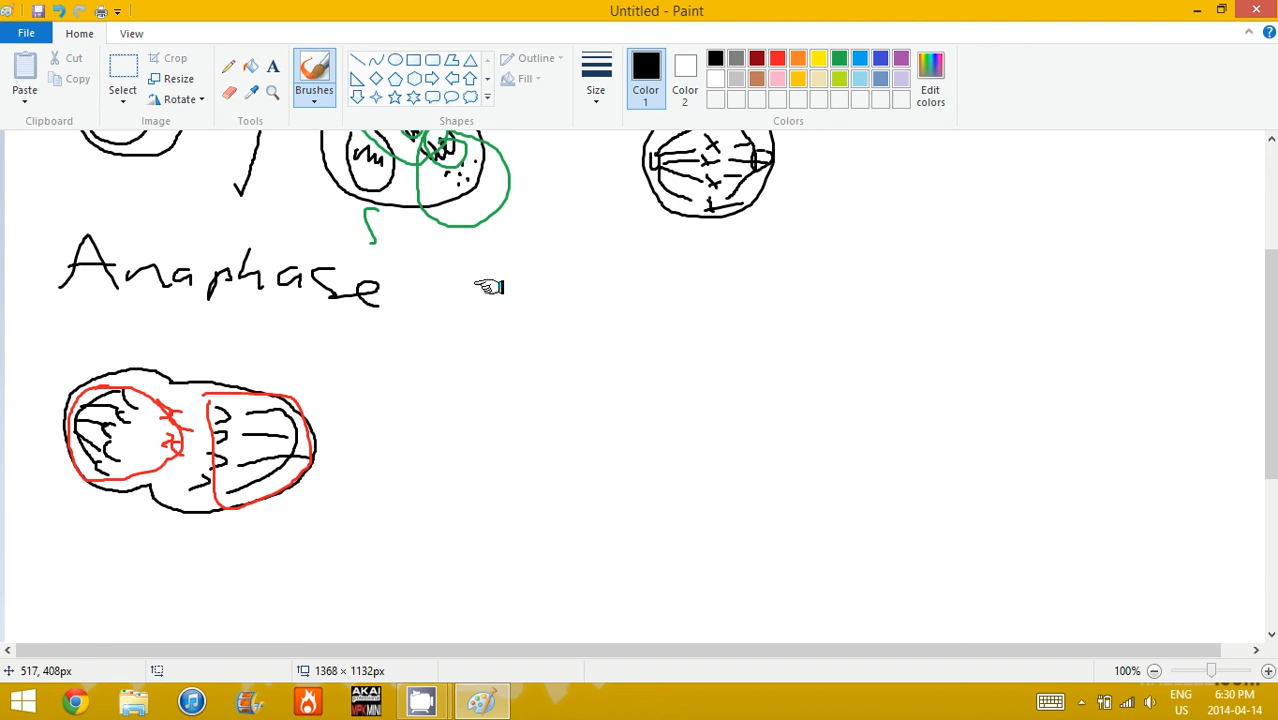 Untitled - Paint
File
Home
View
Paste
Cut
Copy
Clipboard
Select
Crop
Resize
Rotate
Image
A
Tools
Brushes
Outline
Fill
Shapes
Size
Color 1
Color 2
Edit colors
Colors
Anaphase
517, 408px
1368 × 1132px
100%
AKAI
ENG
US
6:30 PM
2014-04-14